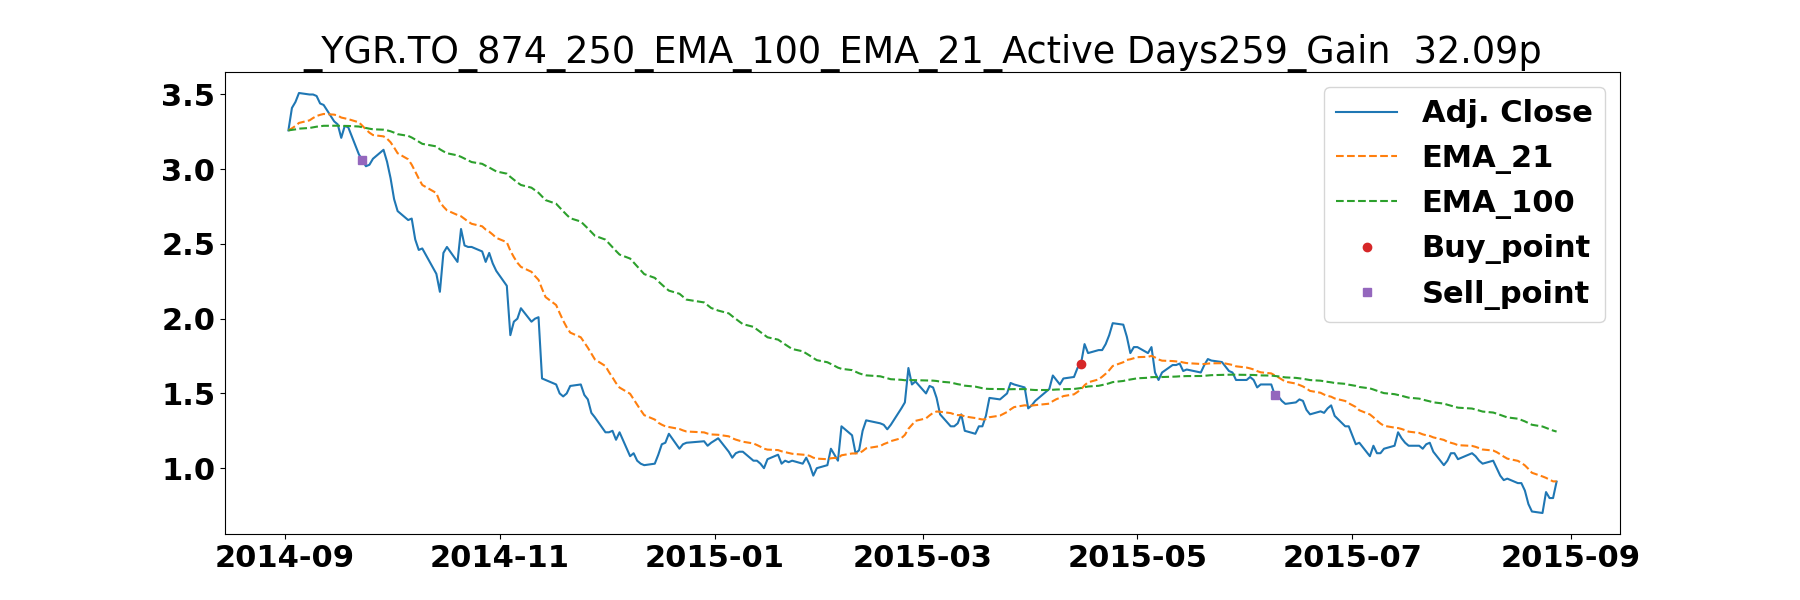 _YGR.TO_874_250_EMA_100_EMA_21_Active Days259_Gain  32.09p
3.5
3.0
2.5
2.0
1.5
1.0
Adj. Close
EMA_21
EMA_100
Buy_point
Sell_point
2014-09 2014-11 2015-01 2015-03 2015-05 2015-07 2015-09